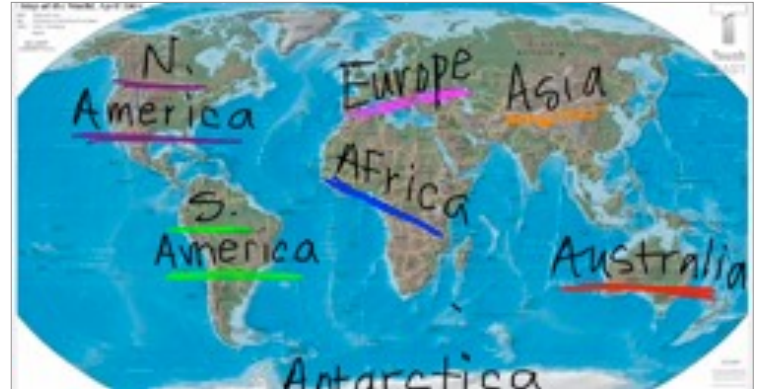 N.
America
Europe
Asia
Africa
S.
America
Australia
Antarctica